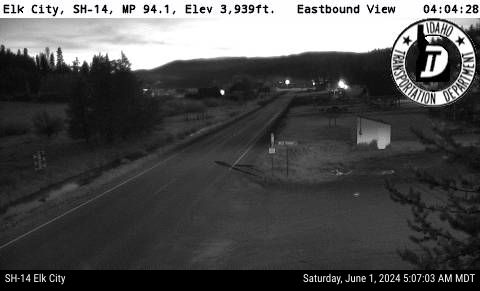 Elk City, SH-14, MP 94.1, Elev 3,939ft. Eastbound View 04:04:28
IDAHO
TRANSPORTATION DEPARTMENT
SH-14 Elk City Saturday, June 1, 2024 5:07:03 AM MDT